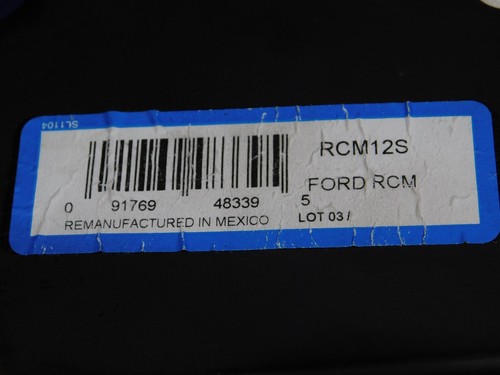 SL1104
RCM12S
FORD RCM
0 91769 48339 5
LOT 03 /
REMANUFACTURED IN MEXICO